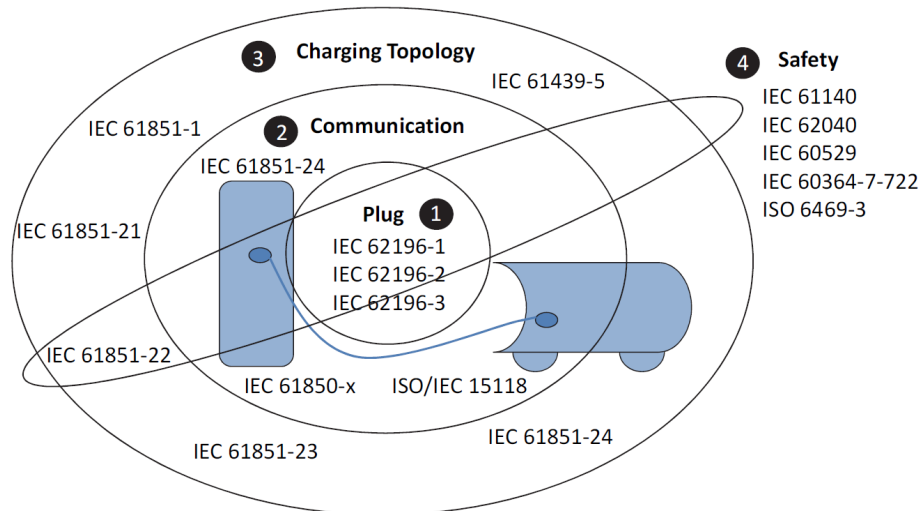 3 Charging Topology
4 Safety
IEC 61439-5
IEC 61140
IEC 62040
IEC 60529
IEC 60364-7-722
ISO 6469-3
IEC 61851-1
2 Communication
IEC 61851-24
Plug 1
IEC 62196-1
IEC 62196-2
IEC 62196-3
IEC 61851-21
IEC 61851-22
IEC 61850-x
ISO/IEC 15118
IEC 61851-23
IEC 61851-24